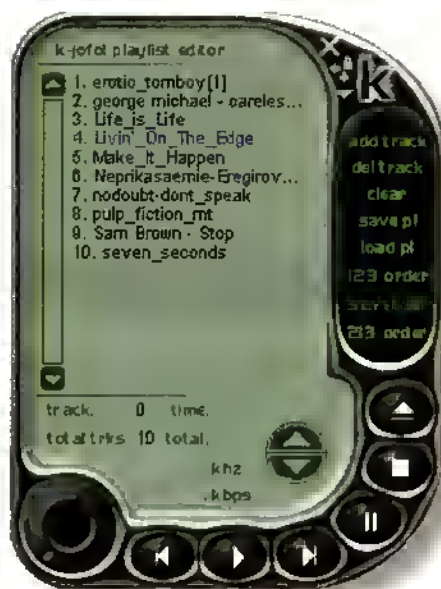 k-jofol playlist editor
K
1. erotio_tomboy[1]
2. george michael - careles...
3. Life_is_Life
4. Livin'_On_The_Edge
5. Make_It_Happen
6. Neprikasaemie-Eregirov...
7. nodoubt-dont_speak
8. pulp_fiction_mt
9. Sam Brown - Stop
10. seven_seconds
add track
del track
clear
save pl
load pl
123 order
213 order
track. 0 time.
total trks 10 total.
khz
.kbps